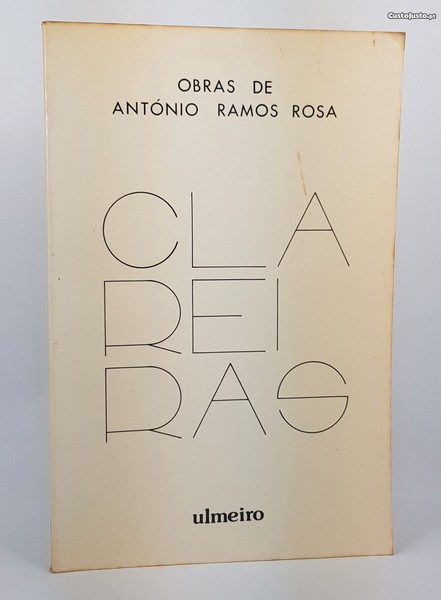 CustoJusto.pt
OBRAS DE
ANTÓNIO RAMOS ROSA
CLA
REI
RAS
ulmeiro